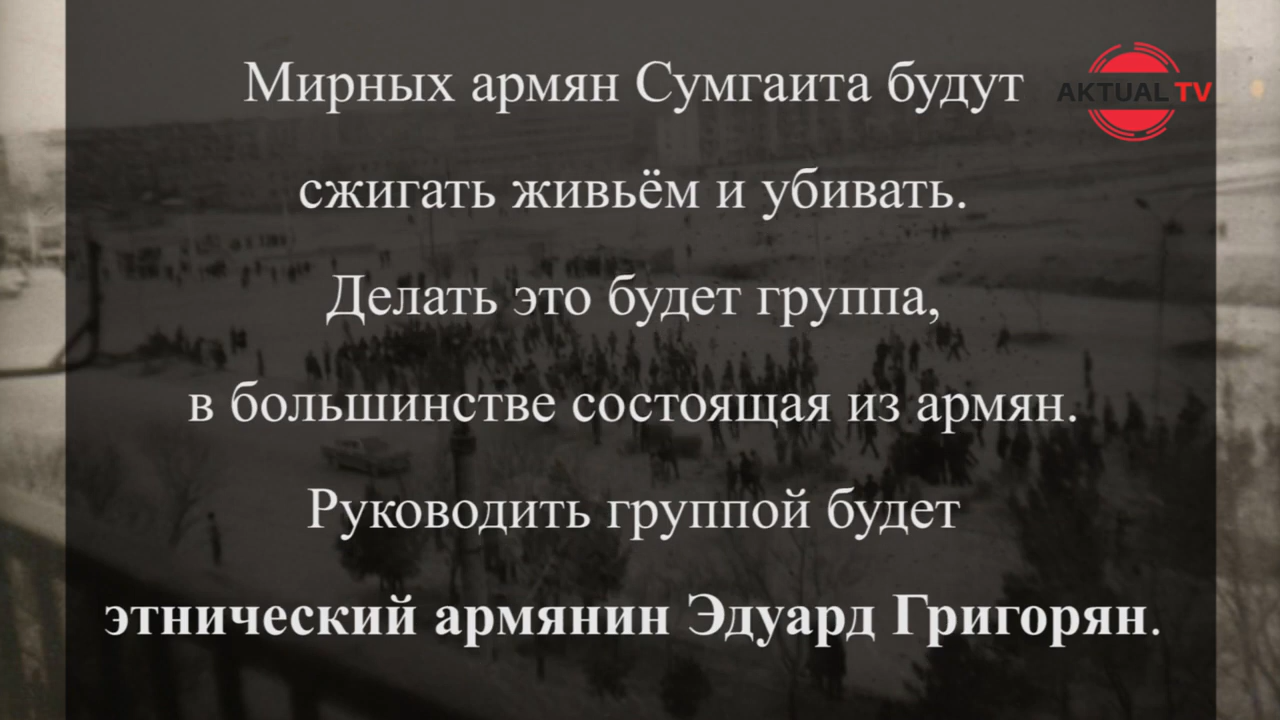 Мирных армян Сумгаита будут
AKTUAL TV
сжигать живьём и убивать.
Делать это будет группа,
в большинстве состоящая из армян.
Руководить группой будет
этнический армянин Эдуард Григорян.